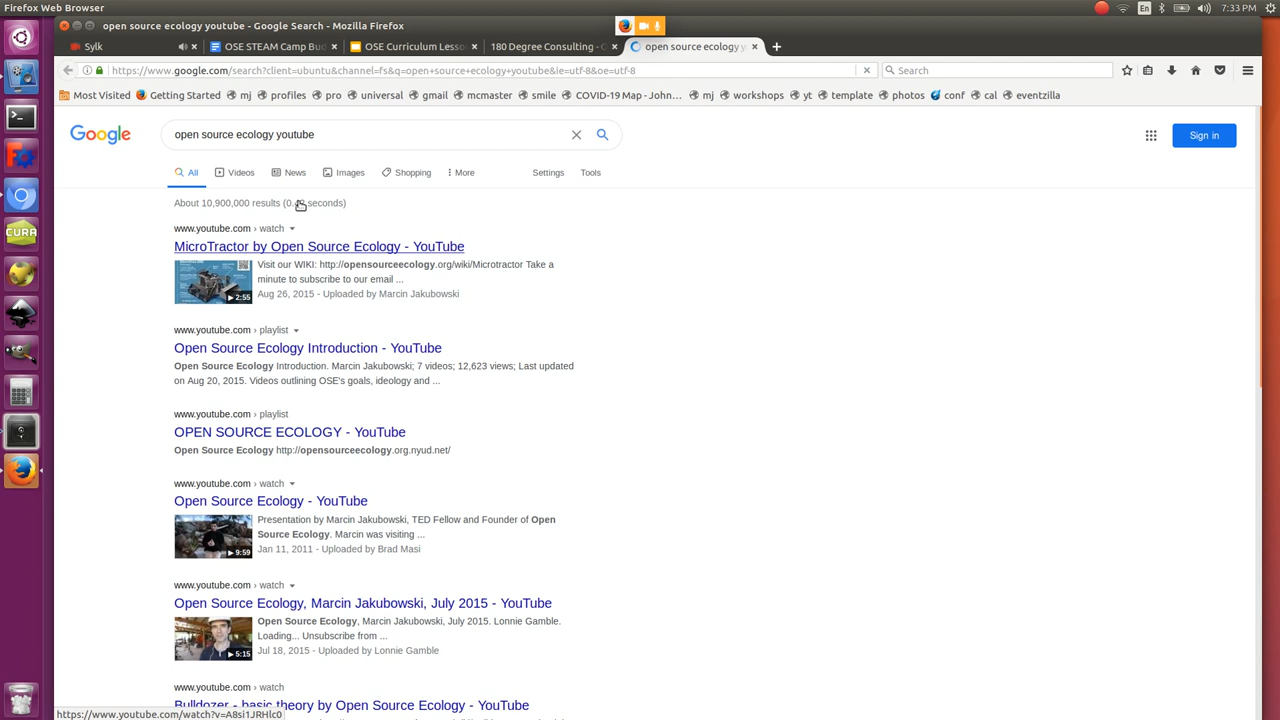 Firefox Web Browser
En
7:33 PM
open source ecology youtube - Google Search - Mozilla Firefox
Sylk
OSE STEAM Camp Bu
OSE Curriculum Lesso
180 Degree Consulting - O
open source ecology y
https://www.google.com/search?client=ubuntu&channel=fs&q=open+source+ecology+youtube&ie=utf-8&oe=utf-8
Search
Most Visited Getting Started mj profiles pro universal gmail mcmaster smile COVID-19 Map - John... mj workshops yt template photos conf cal eventzilla
Google
open source ecology youtube
Sign in
All Videos News Images Shopping More Settings Tools
About 10,900,000 results seconds)
www.youtube.com › watch
MicroTractor by Open Source Ecology - YouTube
Visit our WIKI: http://opensourceecology.org/wiki/Microtractor Take a
minute to subscribe to our email ...
2:55
Aug 26, 2015 - Uploaded by Marcin Jakubowski
www.youtube.com › playlist
Open Source Ecology Introduction - YouTube
Open Source Ecology Introduction. Marcin Jakubowski; 7 videos; 12,623 views; Last updated
on Aug 20, 2015. Videos outlining OSE's goals, ideology and ...
www.youtube.com › playlist
OPEN SOURCE ECOLOGY - YouTube
Open Source Ecology http://opensourceecology.org.nyud.net/
www.youtube.com › watch
Open Source Ecology - YouTube
Presentation by Marcin Jakubowski, TED Fellow and Founder of Open
Source Ecology. Marcin was visiting ...
9:59
Jan 11, 2011 - Uploaded by Brad Masi
www.youtube.com › watch
Open Source Ecology, Marcin Jakubowski, July 2015 - YouTube
Open Source Ecology, Marcin Jakubowski, July 2015. Lonnie Gamble.
Loading... Unsubscribe from ...
5:15
Jul 18, 2015 - Uploaded by Lonnie Gamble
www.youtube.com › watch
Bulldozer - basic theory by Open Source Ecology - YouTube
https://www.youtube.com/watch?v=A8si1JRHlc0
CURA